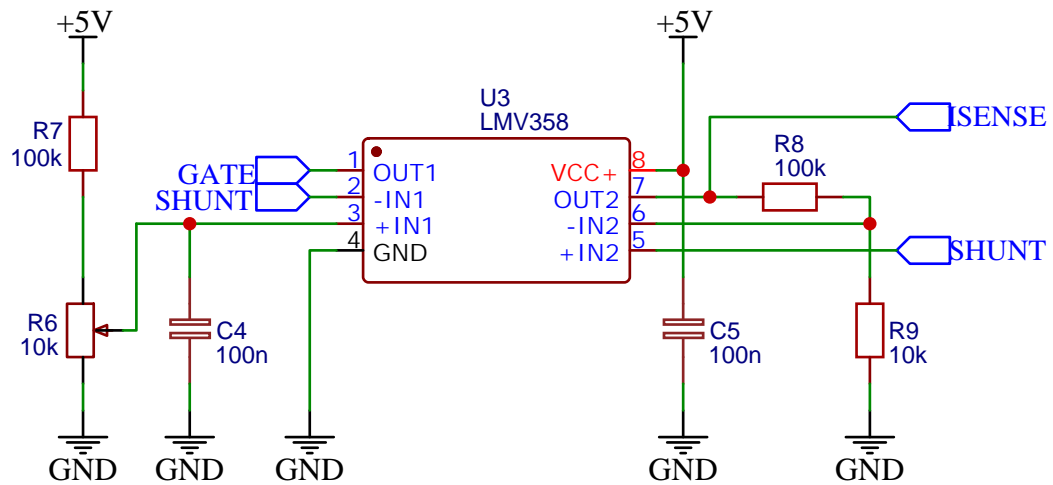 +5V
+5V
U3
LMV358
ISENSE
R7
100k
R8
100k
GATE
1
OUT1
VCC+
8
SHUNT
2
-IN1
OUT2
7
3
+IN1
-IN2
6
4
GND
+IN2
5
SHUNT
R6
10k
C4
100n
C5
100n
R9
10k
GND
GND
GND
GND
GND